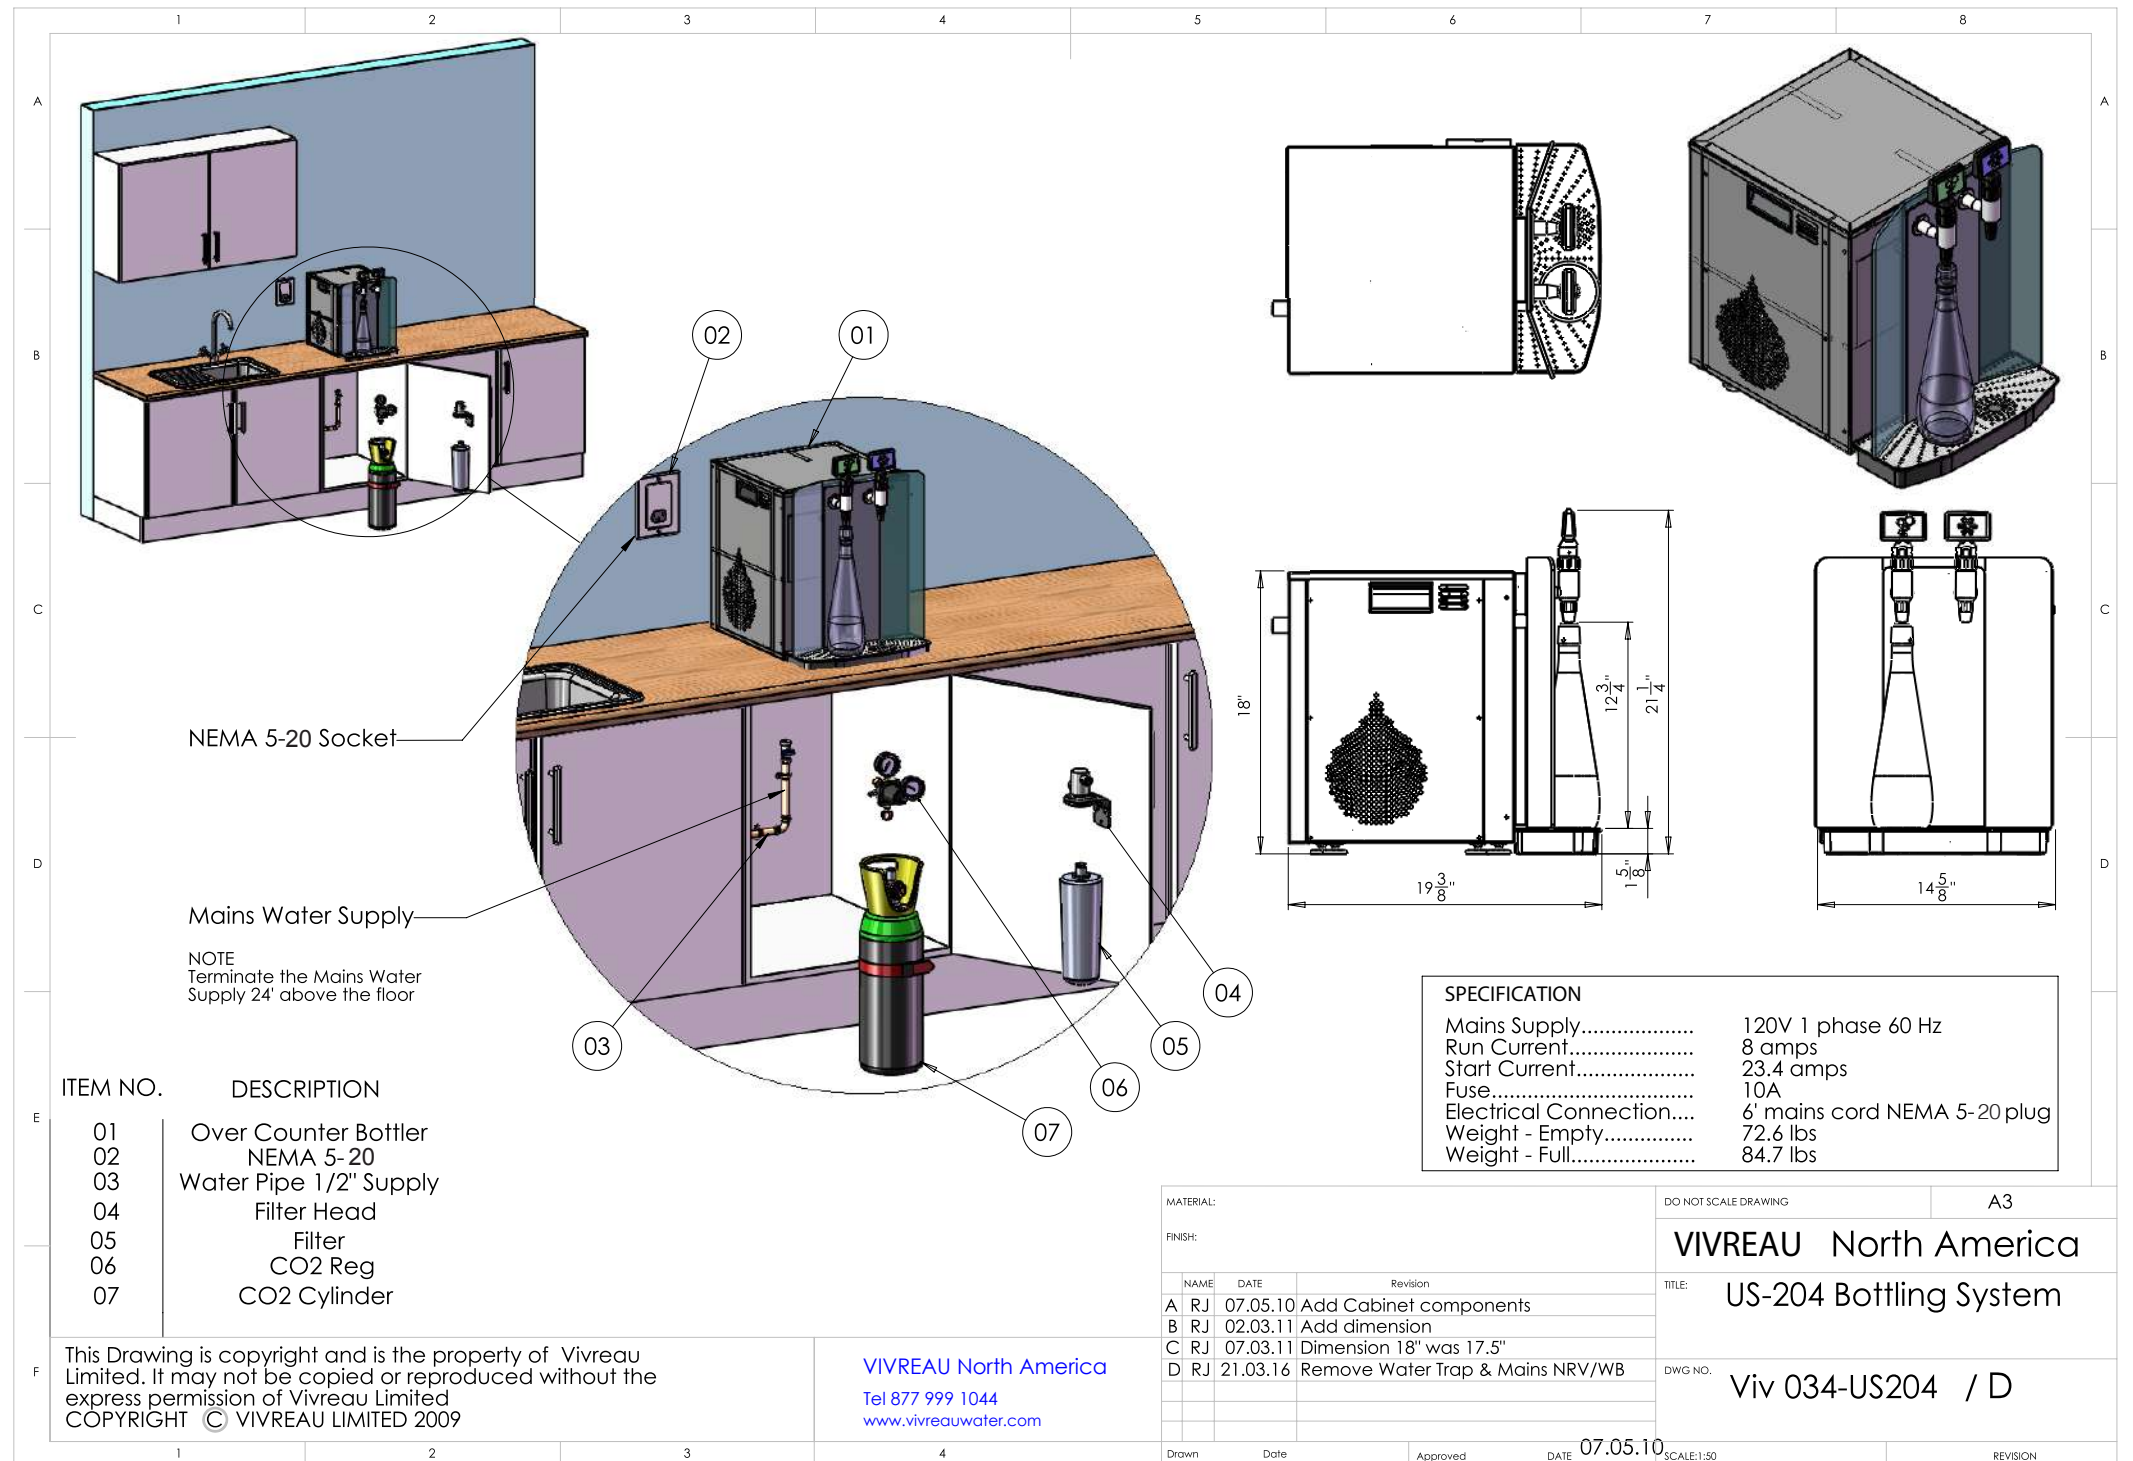 1 2 3 4 5 6 7 8
A A
B B
C C
D D
E
F
02
01
NEMA 5-20 Socket
Mains Water Supply
NOTE
Terminate the Mains Water
Supply 24' above the floor
03
04
05
06
07
18"
12 3/4"
21 1/4"
1 5/8"
19 3/8"
14 5/8"
SPECIFICATION
Mains Supply................... 120V 1 phase 60 Hz
Run Current..................... 8 amps
Start Current.................... 23.4 amps
Fuse.................................. 10A
Electrical Connection.... 6' mains cord NEMA 5-20 plug
Weight - Empty............... 72.6 lbs
Weight - Full..................... 84.7 lbs
ITEM NO. DESCRIPTION
01 Over Counter Bottler
02 NEMA 5-20
03 Water Pipe 1/2" Supply
04 Filter Head
05 Filter
06 CO2 Reg
07 CO2 Cylinder
This Drawing is copyright and is the property of Vivreau
Limited. It may not be copied or reproduced without the
express permission of Vivreau Limited
COPYRIGHT © VIVREAU LIMITED 2009
VIVREAU North America
Tel 877 999 1044
www.vivreauwater.com
MATERIAL:
FINISH:
NAME DATE Revision
A RJ 07.05.10 Add Cabinet components
B RJ 02.03.11 Add dimension
C RJ 07.03.11 Dimension 18" was 17.5"
D RJ 21.03.16 Remove Water Trap & Mains NRV/WB
Drawn Date Approved DATE 07.05.10
DO NOT SCALE DRAWING A3
VIVREAU North America
TITLE: US-204 Bottling System
DWG NO. Viv 034-US204 / D
SCALE:1:50 REVISION
1 2 3 4